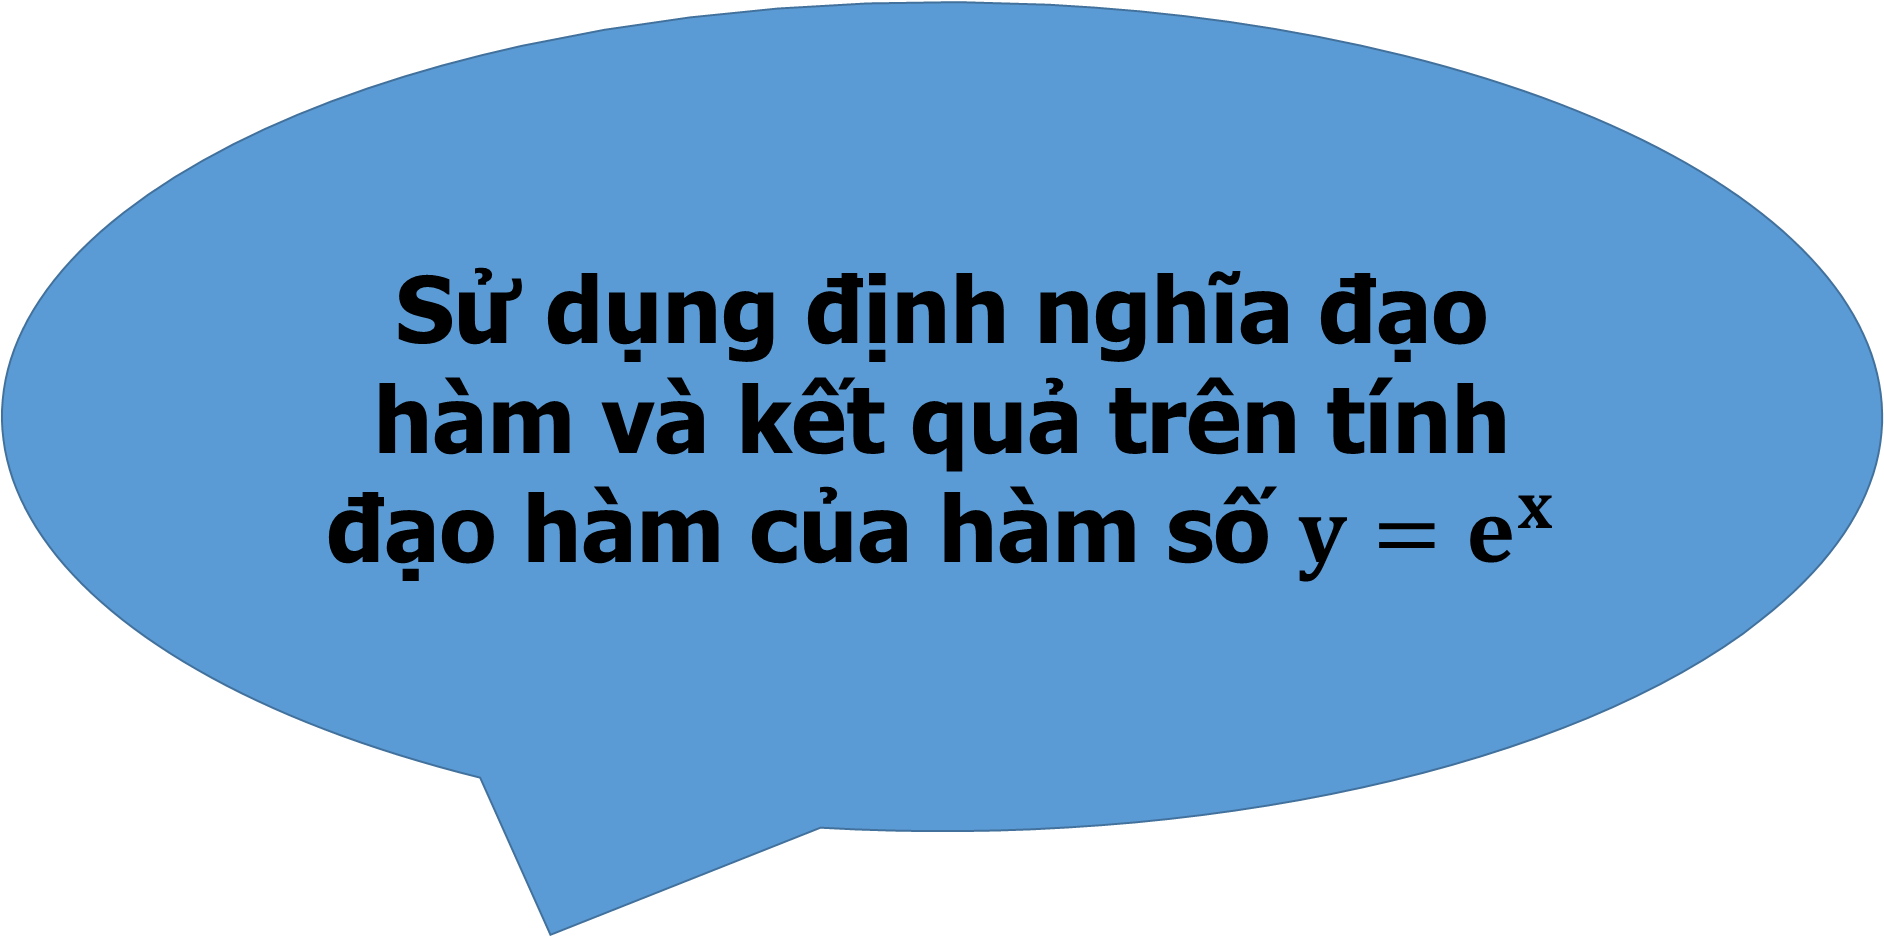 Sử dụng định nghĩa đạo
hàm và kết quả trên tính
đạo hàm của hàm số y = eˣ